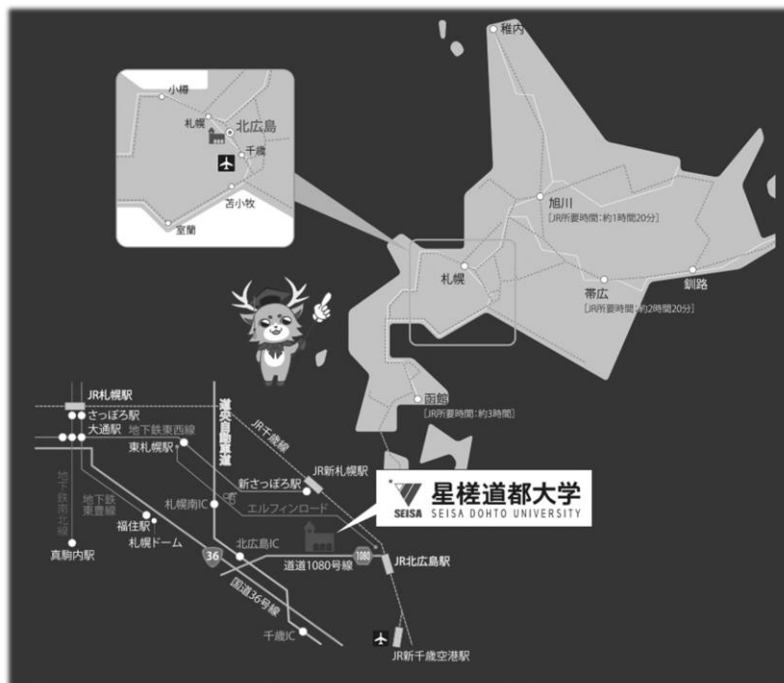 稚内
小樽
札幌
北広島
千歳
苫小牧
室蘭
旭川
[JR所要時間:約1時間20分]
札幌
帯広
[JR所要時間:約2時間20分]
釧路
函館
[JR所要時間:約3時間]
JR札幌駅
さっぽろ駅
大通駅
地下鉄東西線
東札幌駅
道央自動車道
JR千歳線
JR新札幌駅
新さっぽろ駅
エルフィンロード
地下鉄南北線
地下鉄
東豊線
福住駅
札幌ドーム
札幌南IC
真駒内駅
36
北広島IC
道道1080号線
1080
JR北広島駅
国道36号線
千歳IC
JR新千歳空港駅
SEISA
星槎道都大学
SEISA DOHTO UNIVERSITY